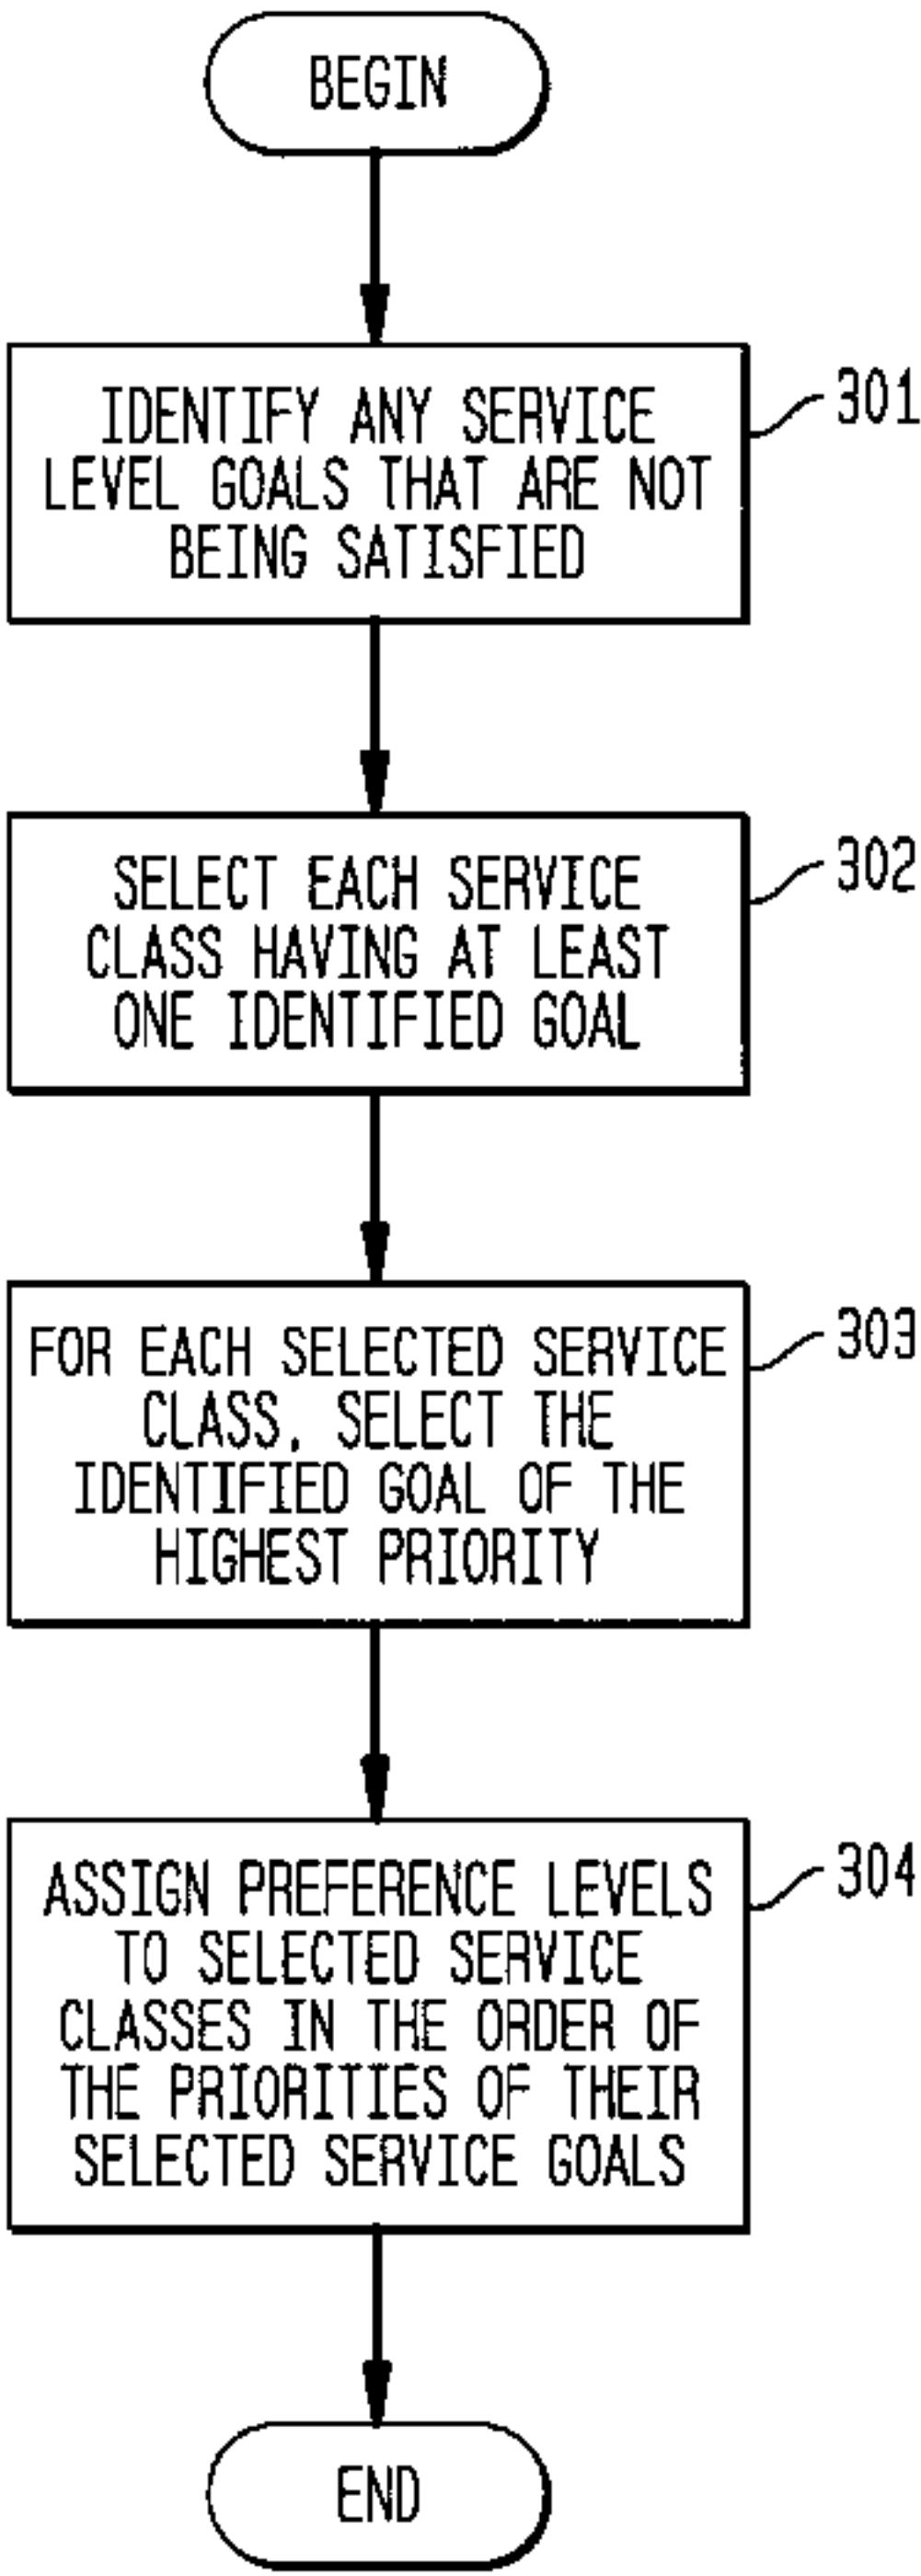 BEGIN
IDENTIFY ANY SERVICE
LEVEL GOALS THAT ARE NOT
BEING SATISFIED
301
SELECT EACH SERVICE
CLASS HAVING AT LEAST
ONE IDENTIFIED GOAL
302
FOR EACH SELECTED SERVICE
CLASS, SELECT THE
IDENTIFIED GOAL OF THE
HIGHEST PRIORITY
303
ASSIGN PREFERENCE LEVELS
TO SELECTED SERVICE
CLASSES IN THE ORDER OF
THE PRIORITIES OF THEIR
SELECTED SERVICE GOALS
304
END